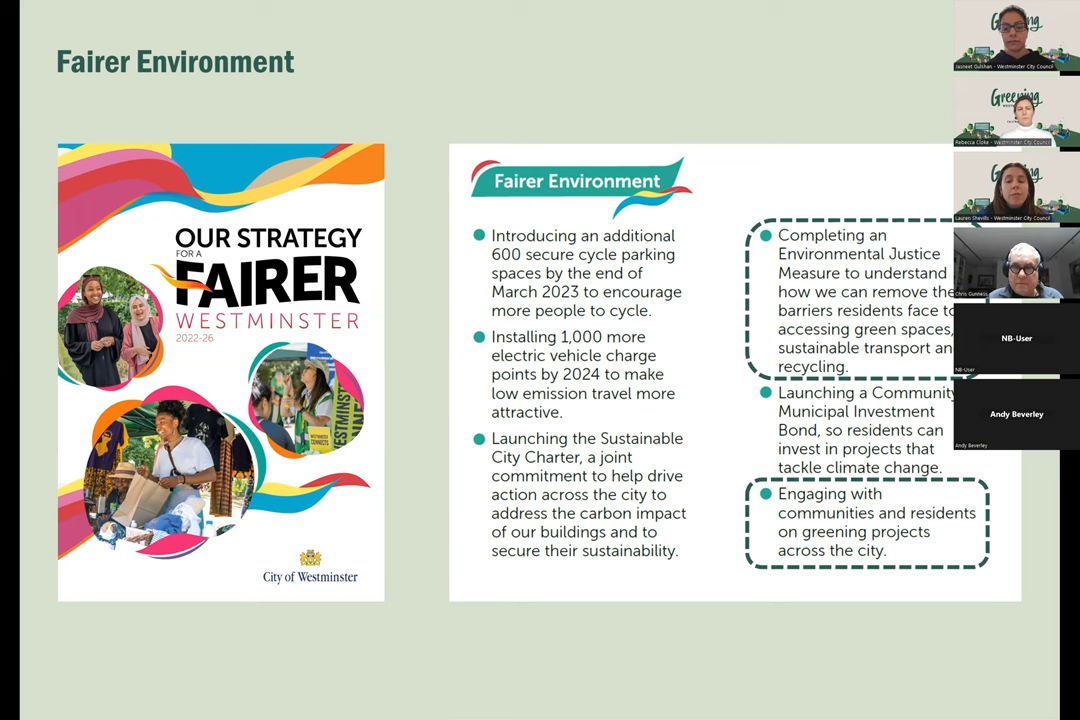 Fairer Environment
OUR STRATEGY
FOR A
FAIRER
WESTMINSTER
2022-26
City of Westminster
Fairer Environment
Introducing an additional
600 secure cycle parking
spaces by the end of
March 2023 to encourage
more people to cycle.
Installing 1,000 more
electric vehicle charge
points by 2024 to make
low emission travel more
attractive.
Launching the Sustainable
City Charter, a joint
commitment to help drive
action across the city to
address the carbon impact
of our buildings and to
secure their sustainability.
Completing an
Environmental Justice
Measure to understand
how we can remove the
barriers residents face to
accessing green spaces,
sustainable transport an
recycling.
Launching a Community
Municipal Investment
Bond, so residents can
invest in projects that
tackle climate change.
Engaging with
communities and residents
on greening projects
across the city.
Jasneet Gulshan - Westminster City Council
Greening
Rebecca Cloke - Westminster City Council
Lauren Shevills - Westminster City Council
Chris Gunness
NB-User
NB-User
Andy Beverley
Andy Beverley